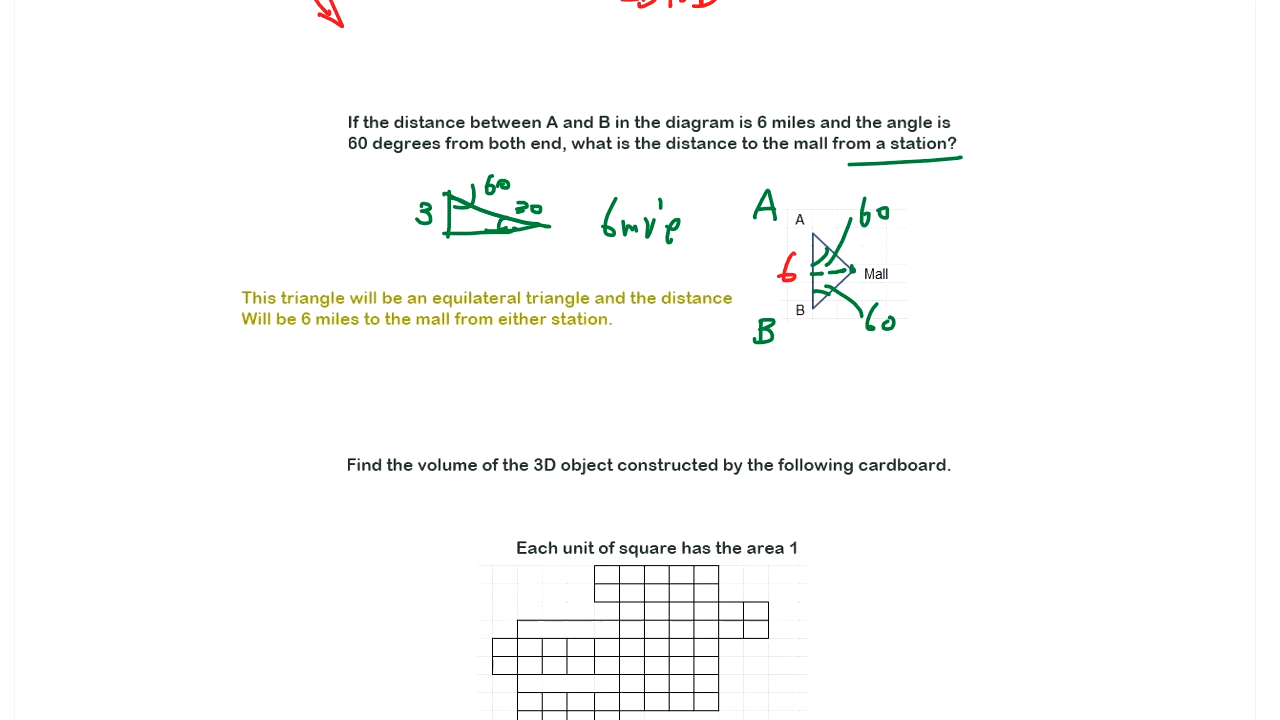 If the distance between A and B in the diagram is 6 miles and the angle is
60 degrees from both end, what is the distance to the mall from a station?
60
3
30
6 mile
A
A
60
6
Mall
B
B
60
This triangle will be an equilateral triangle and the distance
Will be 6 miles to the mall from either station.
Find the volume of the 3D object constructed by the following cardboard.
Each unit of square has the area 1